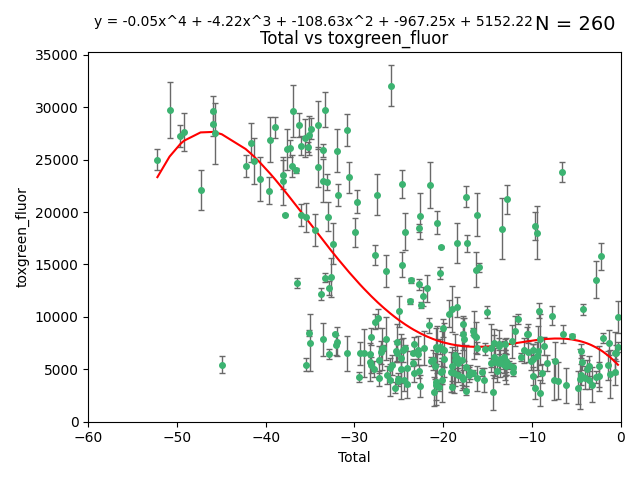 y = -0.05x^4 + -4.22x^3 + -108.63x^2 + -967.25x + 5152.22 N = 260
Total vs toxgreen_fluor
35000
30000
25000
20000
15000
10000
5000
0
toxgreen_fluor
−60 −50 −40 −30 −20 −10 0
Total